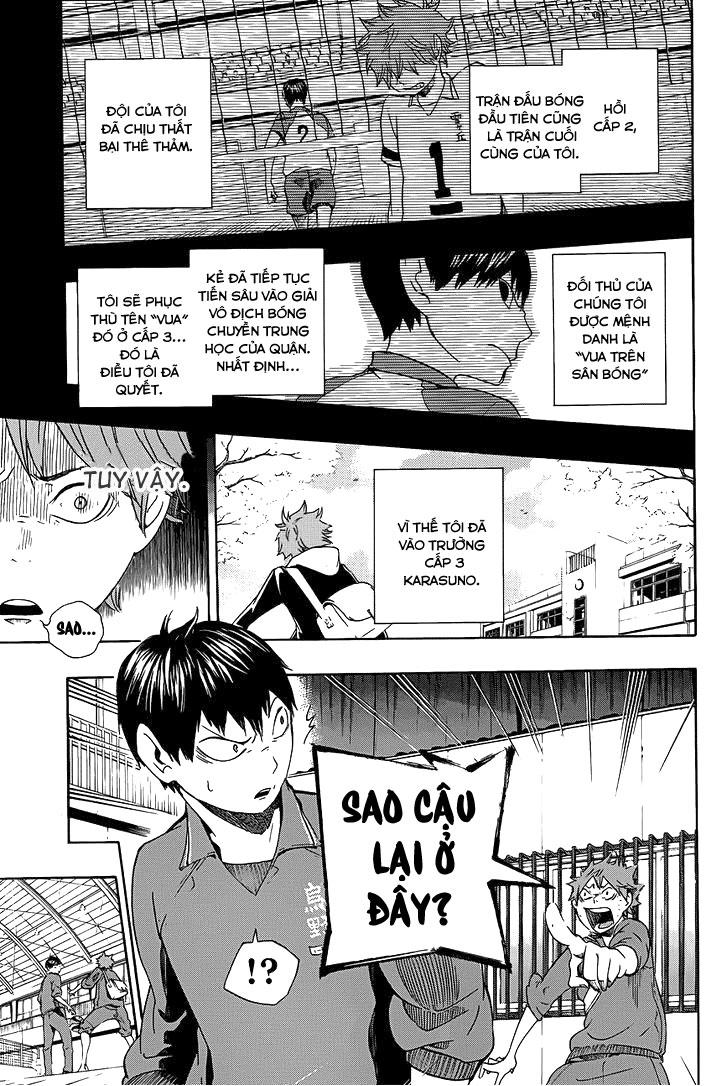 HỒI
CẤP 2,
TRẬN ĐẤU BÓNG
ĐẦU TIÊN CŨNG
LÀ TRẬN CUỐI
CÙNG CỦA TÔI.
ĐỘI CỦA TÔI
ĐÃ CHỊU THẤT
BẠI THÊ THẢM.
1
2
ĐỐI THỦ CỦA
CHÚNG TÔI
ĐƯỢC MỆNH
DANH LÀ
“VUA TRÊN
SÂN BÓNG”
KẺ ĐÃ TIẾP TỤC
TIẾN SÂU VÀO GIẢI
VÔ ĐỊCH BÓNG
CHUYỀN TRUNG
HỌC CỦA QUẬN.
NHẤT ĐỊNH...
TÔI SẼ PHỤC
THÙ TÊN “VUA”
ĐÓ Ở CẤP 3...
ĐÓ LÀ
ĐIỀU TÔI ĐÃ
QUYẾT.
VÌ THẾ TÔI ĐÃ
VÀO TRƯỜNG
CẤP 3
KARASUNO.
TÙY VẬY.
SAO...
SAO CẬU
LẠI Ở
ĐÂY?
!?